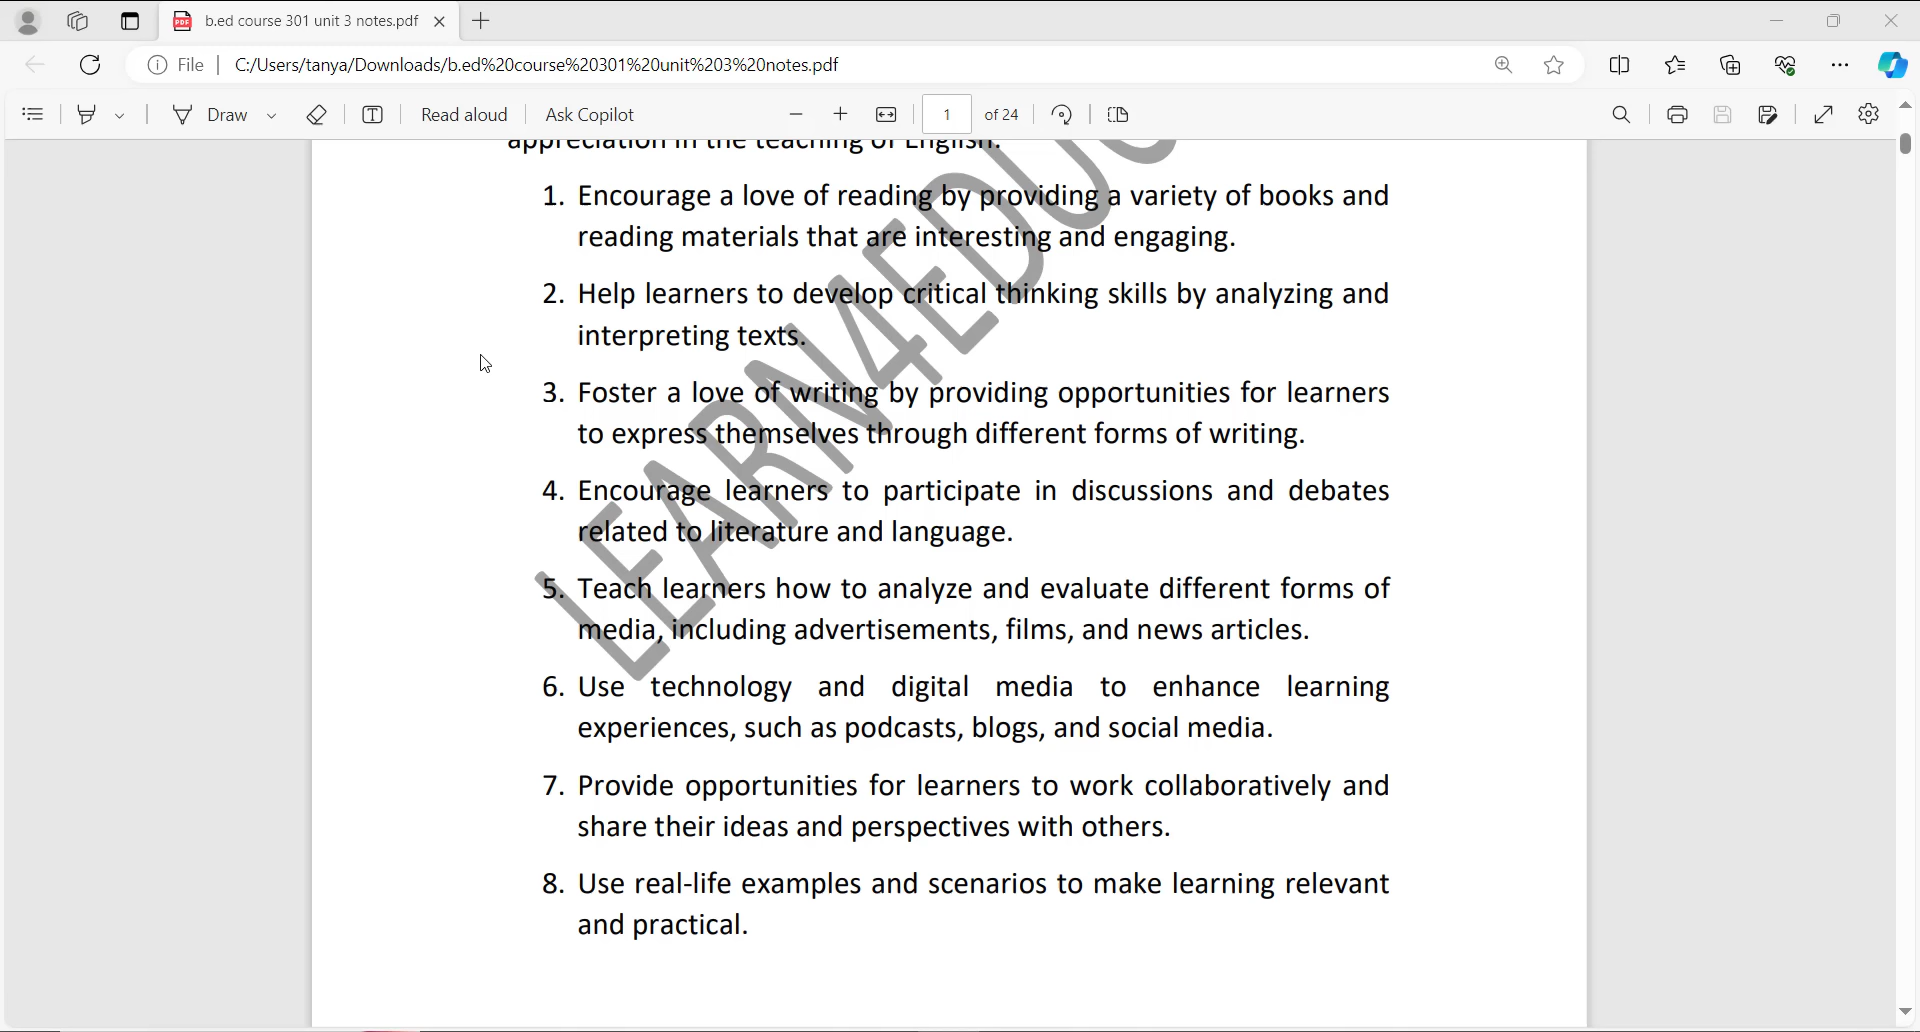 b.ed course 301 unit 3 notes.pdf
File C:/Users/tanya/Downloads/b.ed%20course%20301%20unit%203%20notes.pdf
Draw Read aloud Ask Copilot 1 of 24
appreciation in the teaching of English.
1. Encourage a love of reading by providing a variety of books and
reading materials that are interesting and engaging.
2. Help learners to develop critical thinking skills by analyzing and
interpreting texts.
3. Foster a love of writing by providing opportunities for learners
to express themselves through different forms of writing.
4. Encourage learners to participate in discussions and debates
related to literature and language.
5. Teach learners how to analyze and evaluate different forms of
media, including advertisements, films, and news articles.
6. Use technology and digital media to enhance learning
experiences, such as podcasts, blogs, and social media.
7. Provide opportunities for learners to work collaboratively and
share their ideas and perspectives with others.
8. Use real-life examples and scenarios to make learning relevant
and practical.